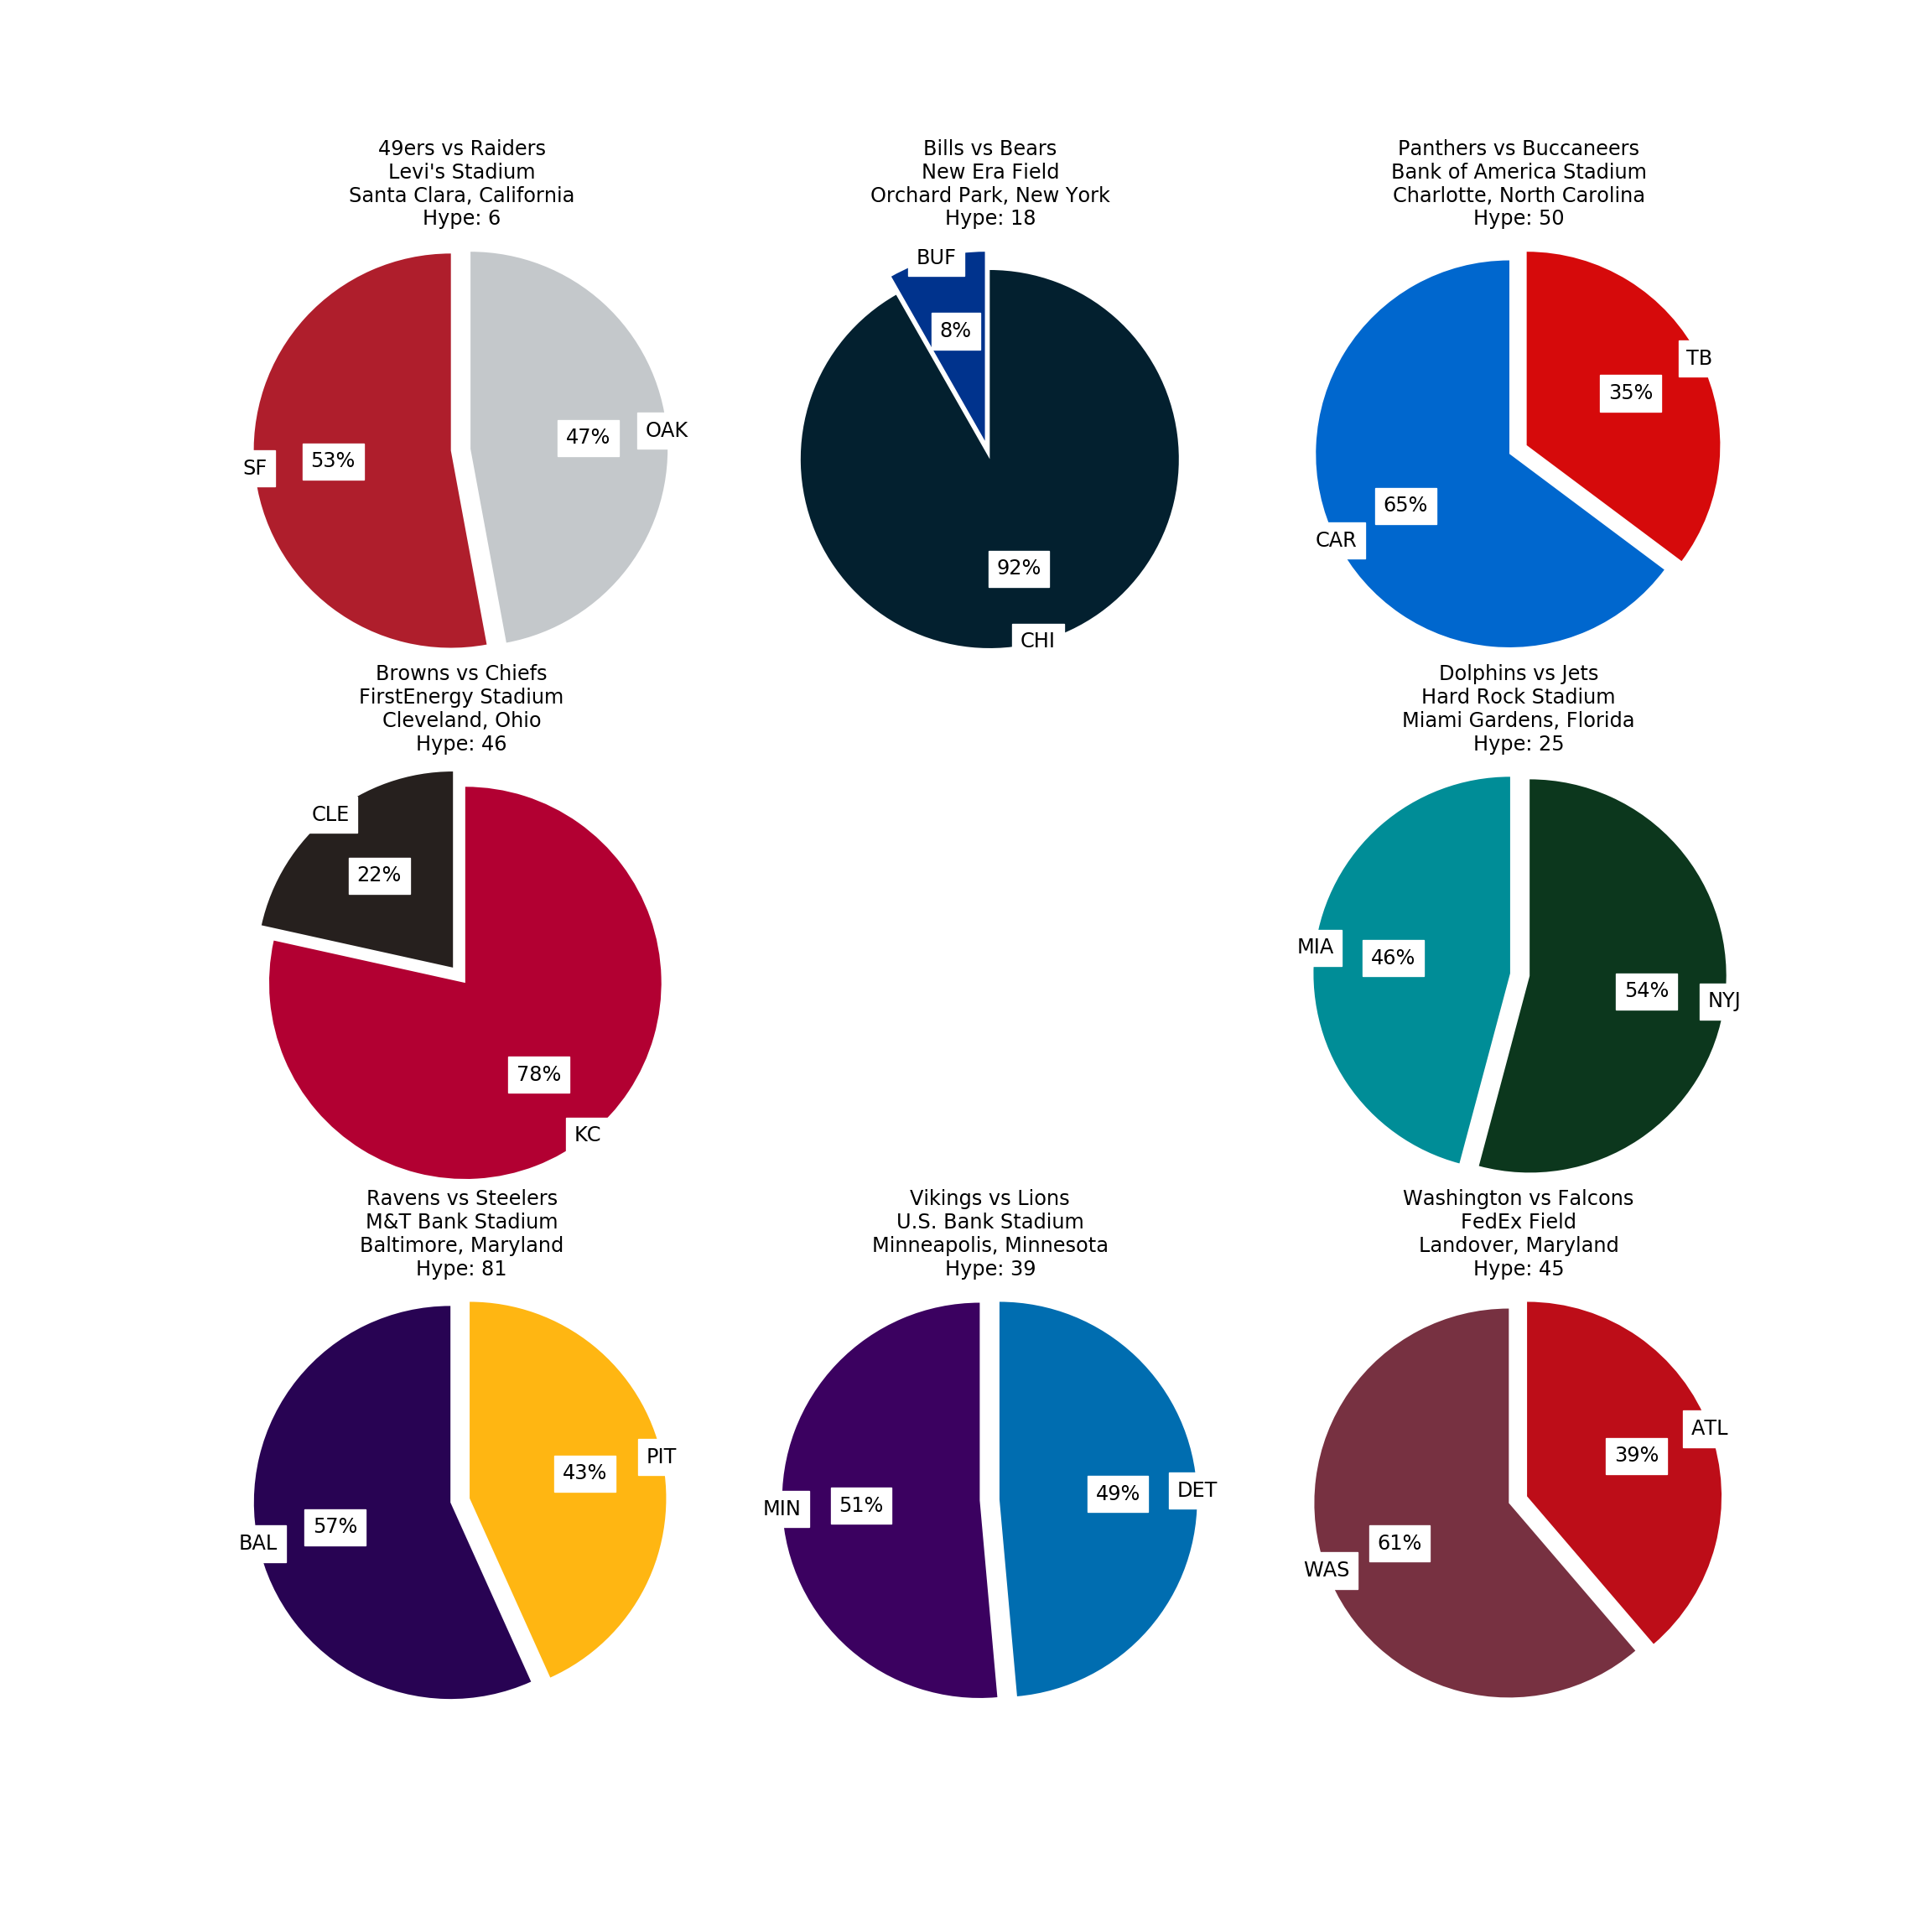 49ers vs Raiders
Levi's Stadium
Santa Clara, California
Hype: 6
OAK
47%
53%
SF
Bills vs Bears
New Era Field
Orchard Park, New York
Hype: 18
BUF
8%
92%
CHI
Panthers vs Buccaneers
Bank of America Stadium
Charlotte, North Carolina
Hype: 50
TB
35%
65%
CAR
Browns vs Chiefs
FirstEnergy Stadium
Cleveland, Ohio
Hype: 46
CLE
22%
78%
KC
Dolphins vs Jets
Hard Rock Stadium
Miami Gardens, Florida
Hype: 25
MIA
46%
54%
NYJ
Ravens vs Steelers
M&T Bank Stadium
Baltimore, Maryland
Hype: 81
PIT
43%
57%
BAL
Vikings vs Lions
U.S. Bank Stadium
Minneapolis, Minnesota
Hype: 39
DET
49%
51%
MIN
Washington vs Falcons
FedEx Field
Landover, Maryland
Hype: 45
ATL
39%
61%
WAS